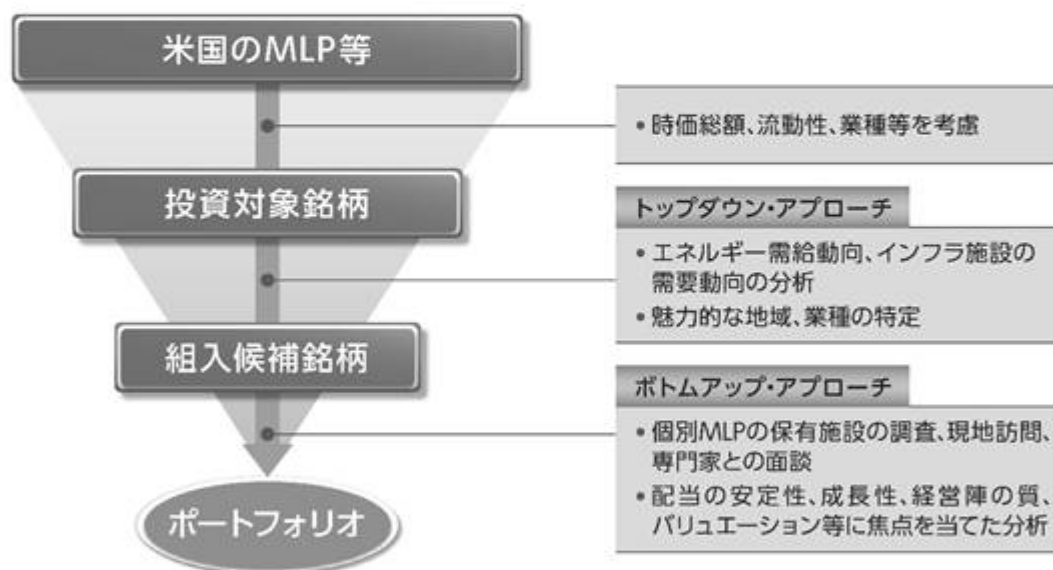 米国のMLP等
• 時価総額、流動性、業種等を考慮
投資対象銘柄
トップダウン・アプローチ
• エネルギー需給動向、インフラ施設の
需要動向の分析
• 魅力的な地域、業種の特定
組入候補銘柄
ボトムアップ・アプローチ
• 個別MLPの保有施設の調査、現地訪問、
専門家との面談
• 配当の安定性、成長性、経営陣の質、
バリュエーション等に焦点を当てた分析
ポートフォリオ